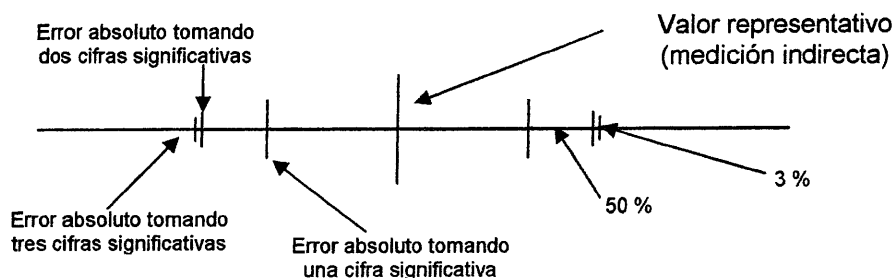 Error absoluto tomando
dos cifras significativas
Valor representativo
(medición indirecta)
Error absoluto tomando
tres cifras significativas
Error absoluto tomando
una cifra significativa
50 %
3 %